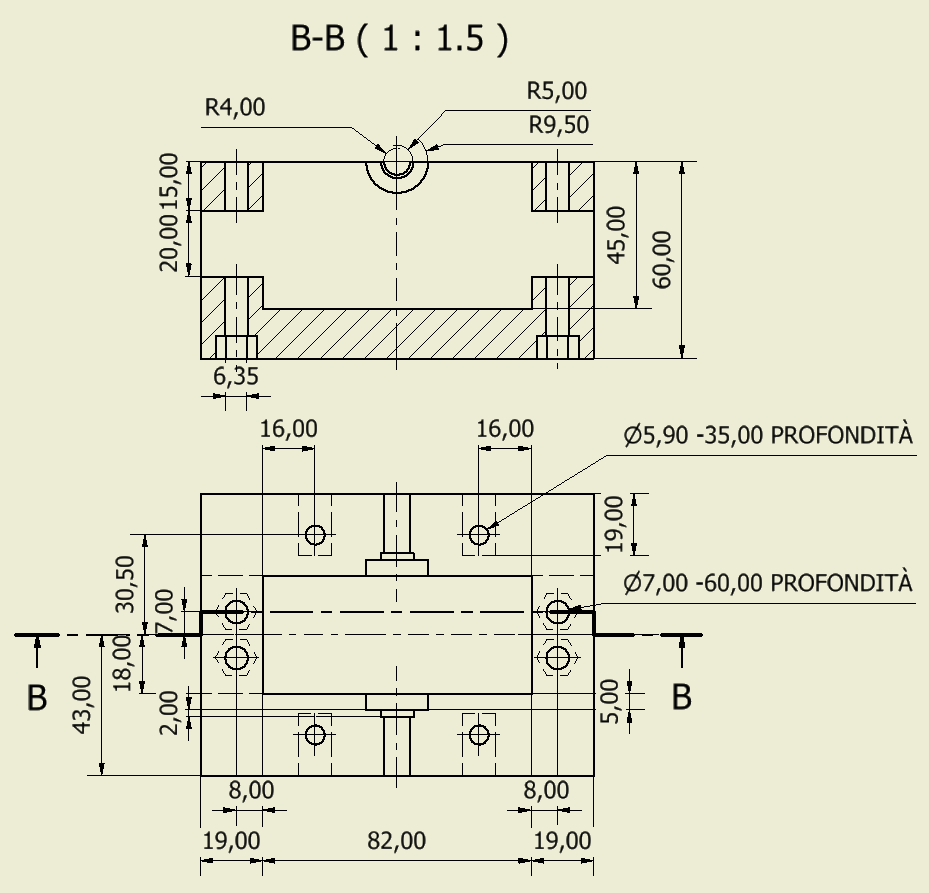 B-B ( 1 : 1.5 )
R5,00
R4,00
R9,50
15,00
20,00
45,00
60,00
6,35
16,00
16,00
Ø5,90 -35,00 PROFONDITÀ
19,00
30,50
7,00
Ø7,00 -60,00 PROFONDITÀ
18,00
B
B
43,00
2,00
5,00
8,00
8,00
19,00
82,00
19,00